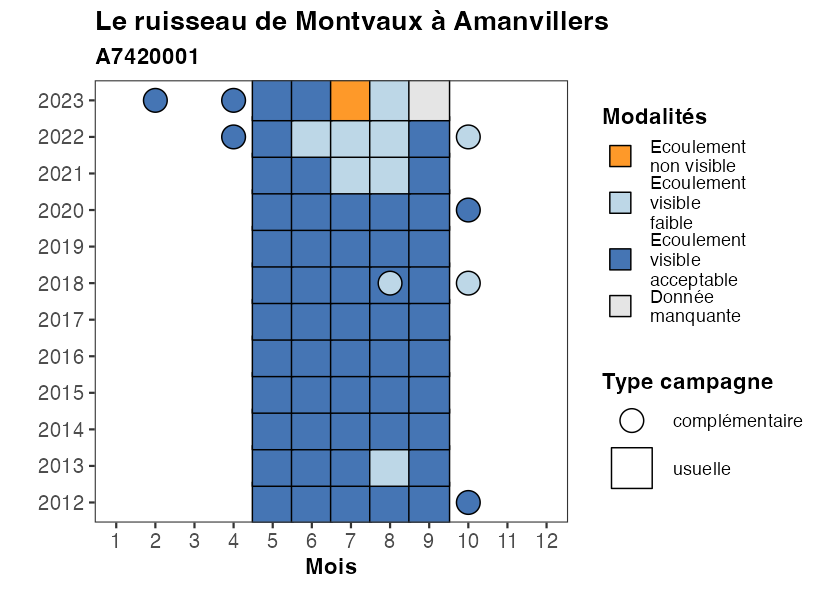 Le ruisseau de Montvaux à Amanvillers
A7420001
2023
2022
2021
2020
2019
2018
2017
2016
2015
2014
2013
2012
1 2 3 4 5 6 7 8 9 10 11 12
Mois
Modalités
Ecoulement
non visible
Ecoulement
visible
faible
Ecoulement
visible
acceptable
Donnée
manquante
Type campagne
complémentaire
usuelle